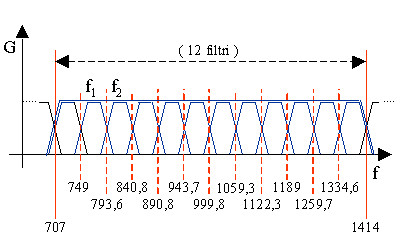 ( 12 filtri )
G
f1 f2
749 840,8 943,7 1059,3 1189 1334,6
f
793,6 890,8 999,8 1122,3 1259,7
707 1414